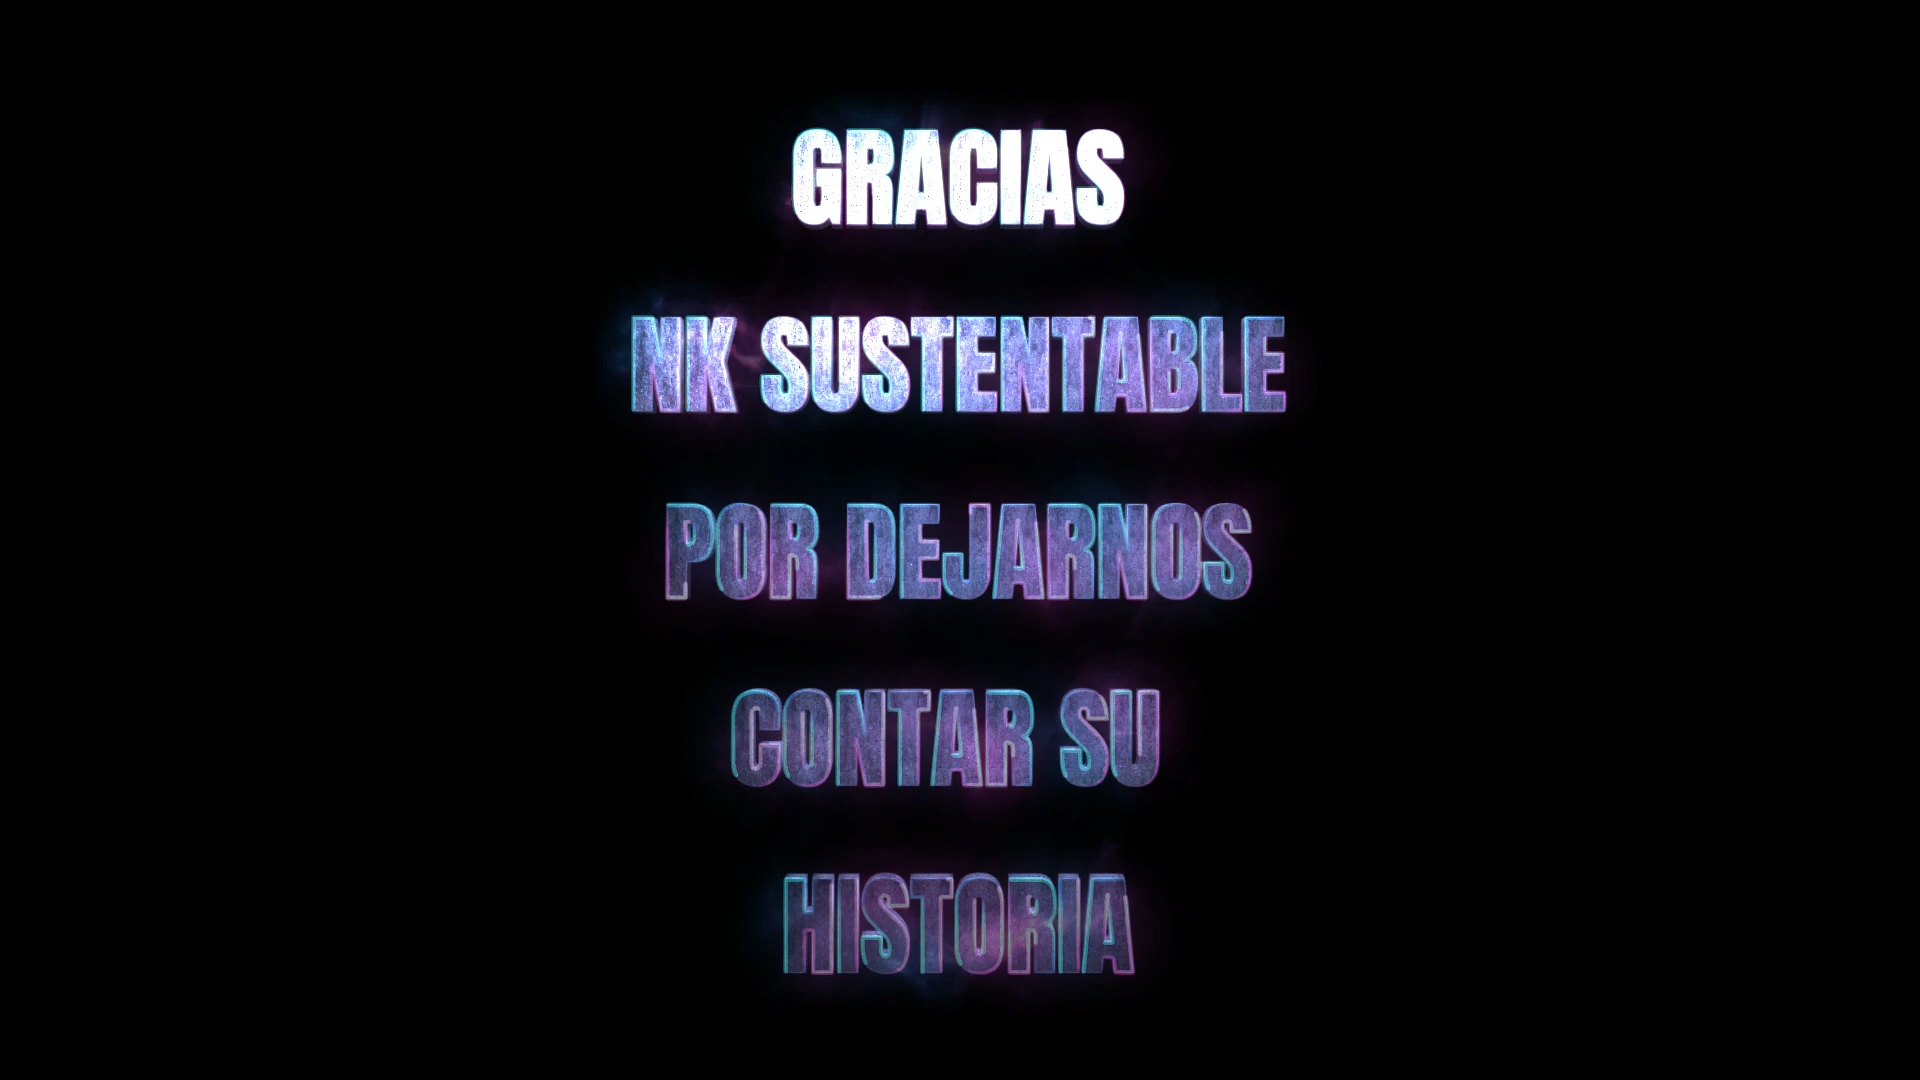 GRACIAS
NK SUSTENTABLE
POR DEJARNOS
CONTAR SU
HISTORIA